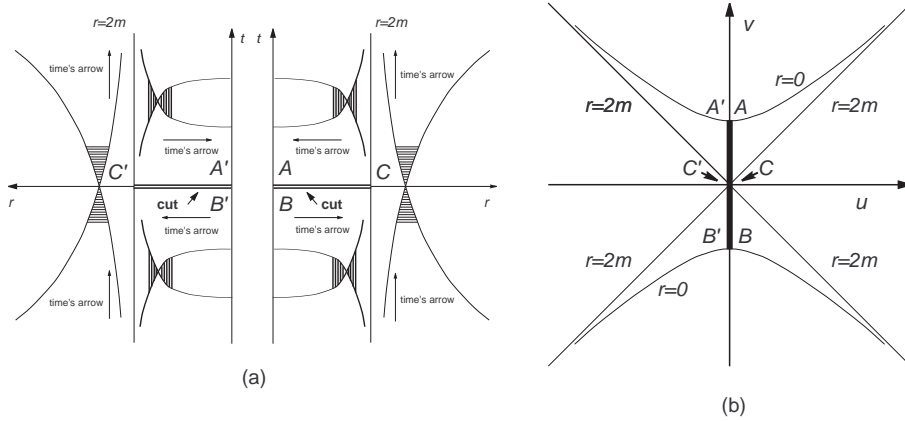 r=2m
t
t
r=2m
time's arrow
time's arrow
time's arrow
time's arrow
C'
A'
A
C
r
cut
B'
B
cut
r
time's arrow
time's arrow
time's arrow
time's arrow
(a)
v
r=0
A'
A
r=2m
r=2m
C'
C
u
B'
B
r=2m
r=2m
r=0
(b)